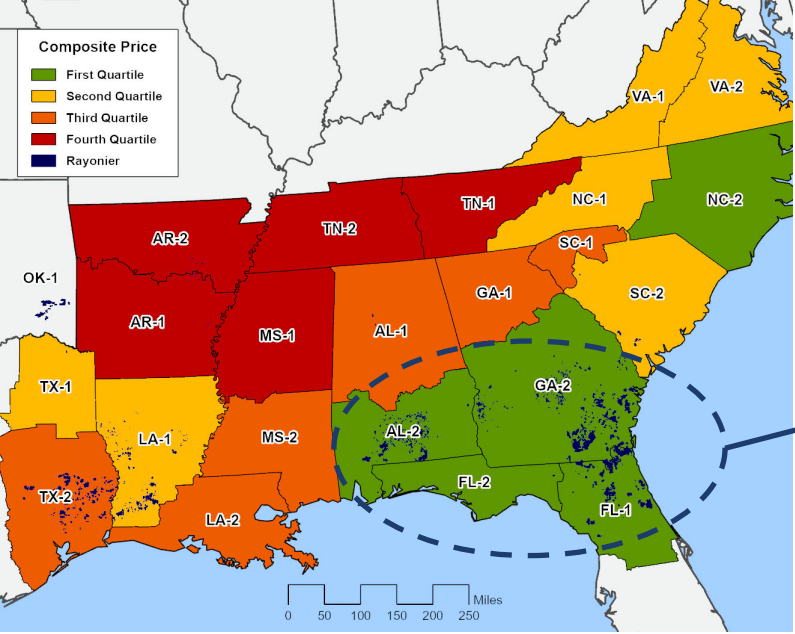 Composite Price
First Quartile
Second Quartile
Third Quartile
Fourth Quartile
Rayonier
VA-1
VA-2
TN-1
NC-1
NC-2
TN-2
AR-2
SC-1
OK-1
GA-1
SC-2
AR-1
MS-1
AL-1
TX-1
GA-2
LA-1
MS-2
AL-2
TX-2
FL-2
LA-2
FL-1
Miles
0 50 100 150 200 250